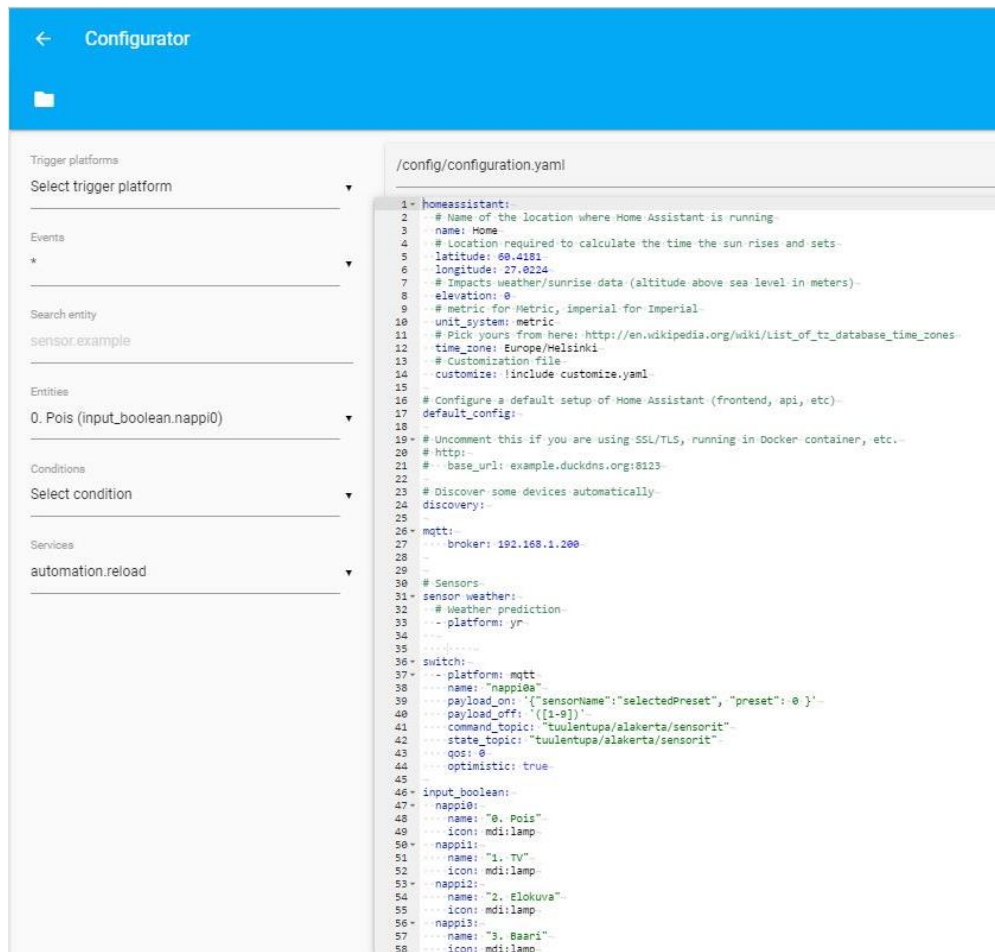 Configurator
Trigger platforms
Select trigger platform
Events
*
Search entity
sensor.example
Entities
0. Pois (input_boolean.nappi0)
Conditions
Select condition
Services
automation.reload
/config/configuration.yaml
1 homeassistant:
2   # Name of the location where Home Assistant is running
3   name: Home
4   # Location required to calculate the time the sun rises and sets
5   latitude: 60.4181
6   longitude: 27.0224
7   # Impacts weather/sunrise data (altitude above sea level in meters)
8   elevation: 0
9   # metric for Metric, imperial for Imperial
10   unit_system: metric
11   # Pick yours from here: http://en.wikipedia.org/wiki/List_of_tz_database_time_zones
12   time_zone: Europe/Helsinki
13   # Customization file
14   customize: !include customize.yaml
15
16 # Configure a default setup of Home Assistant (frontend, api, etc)
17 default_config:
18
19 # Uncomment this if you are using SSL/TLS, running in Docker container, etc.
20 # http:
21 #   base_url: example.duckdns.org:8123
22
23 # Discover some devices automatically
24 discovery:
25
26 mqtt:
27     broker: 192.168.1.200
28
29
30 # Sensors
31 sensor weather:
32   # Weather prediction
33   - platform: yr
34
35
36 switch:
37   - platform: mqtt
38     name: "nappi0a"
39     payload_on: '{"sensorName":"selectedPreset", "preset": 0 }'
40     payload_off: '([1-9])'
41     command_topic: "tuulentupa/alakerta/sensorit"
42     state_topic: "tuulentupa/alakerta/sensorit"
43     qos: 0
44     optimistic: true
45
46 input_boolean:
47   nappi0:
48     name: "0. Pois"
49     icon: mdi:lamp
50   nappi1:
51     name: "1. TV"
52     icon: mdi:lamp
53   nappi2:
54     name: "2. Elokuva"
55     icon: mdi:lamp
56   nappi3:
57     name: "3. Baari"
58     icon: mdi:lamp